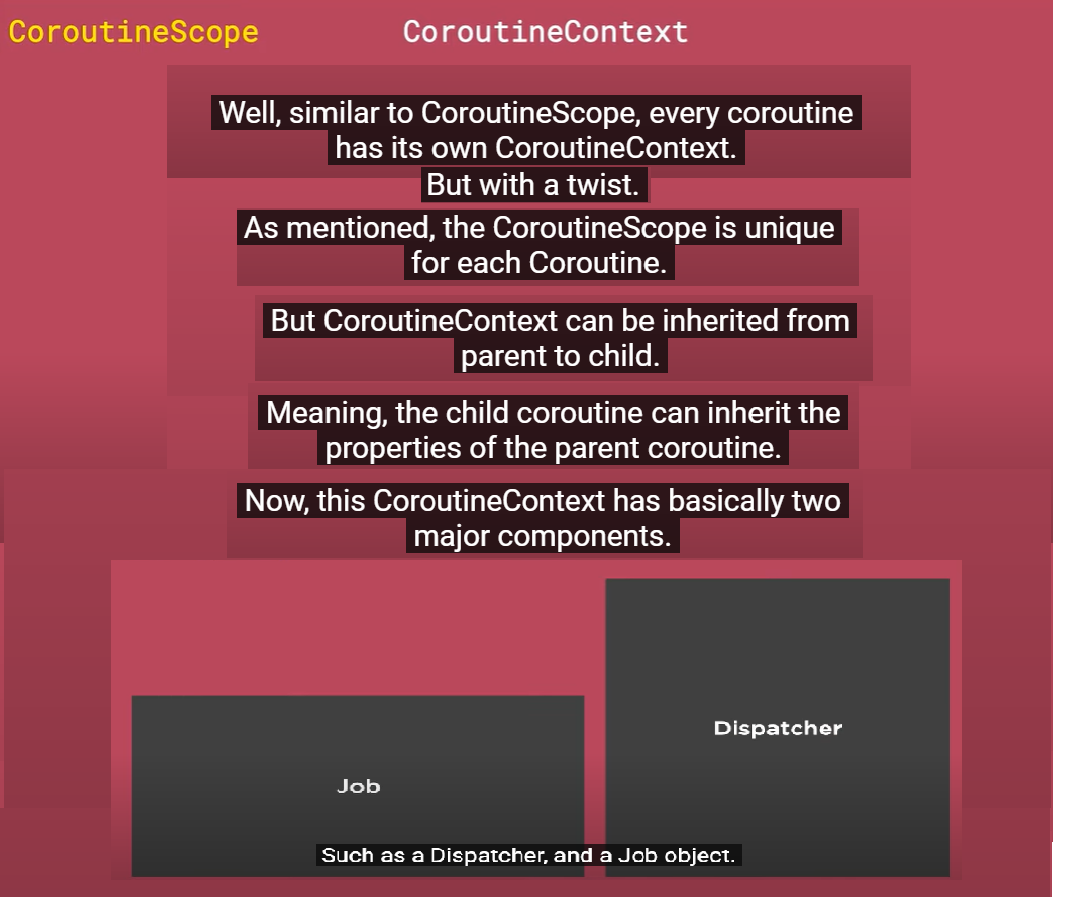 CoroutineScope CoroutineContext
Well, similar to CoroutineScope, every coroutine
has its own CoroutineContext.
But with a twist.
As mentioned, the CoroutineScope is unique
for each Coroutine.
But CoroutineContext can be inherited from
parent to child.
Meaning, the child coroutine can inherit the
properties of the parent coroutine.
Now, this CoroutineContext has basically two
major components.
Dispatcher
Job
Such as a Dispatcher, and a Job object.